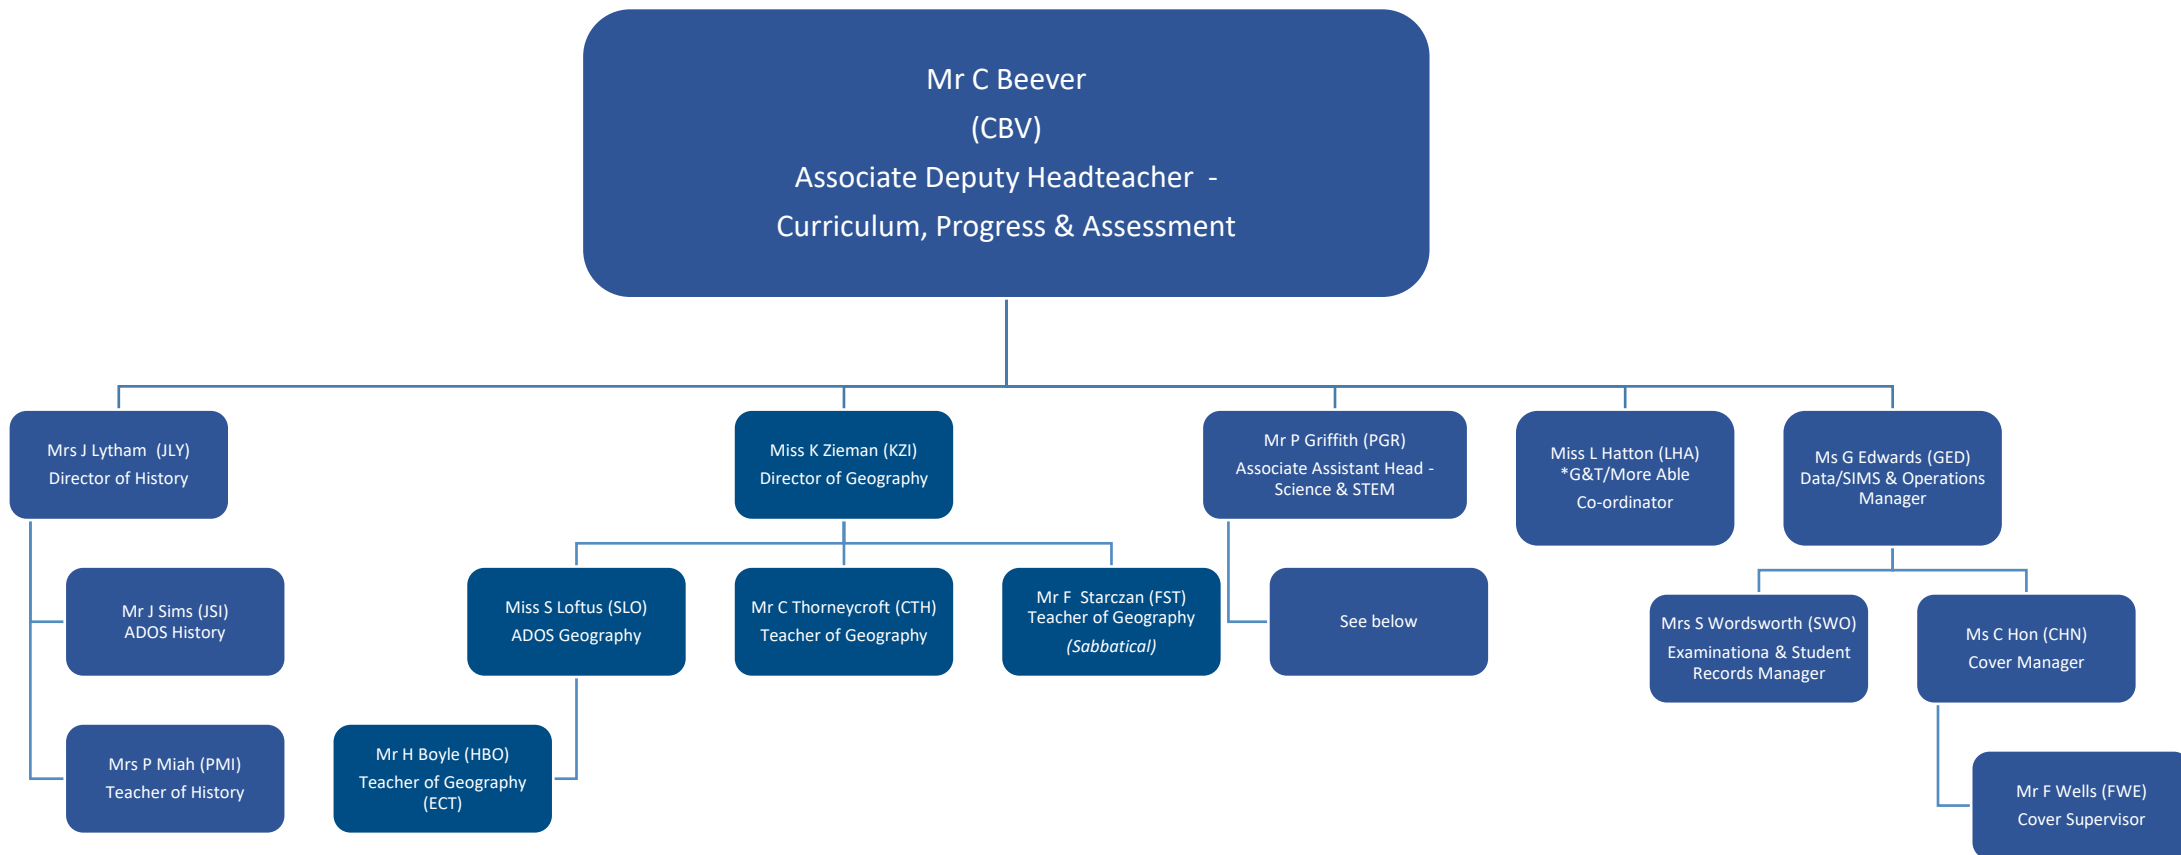 Mr C Beever
(CBV)
Associate Deputy Headteacher -
Curriculum, Progress & Assessment
Mrs J Lytham (JLY)
Director of History
Miss K Zieman (KZI)
Director of Geography
Mr P Griffith (PGR)
Associate Assistant Head -
Science & STEM
Miss L Hatton (LHA)
*G&T/More Able
Co-ordinator
Ms G Edwards (GED)
Data/SIMS & Operations
Manager
Mr J Sims (JSI)
ADOS History
Miss S Loftus (SLO)
ADOS Geography
Mr C Thorneycroft (CTH)
Teacher of Geography
Mr F Starczan (FST)
Teacher of Geography
(Sabbatical)
See below
Mrs S Wordsworth (SWO)
Examinationa & Student
Records Manager
Ms C Hon (CHN)
Cover Manager
Mrs P Miah (PMI)
Teacher of History
Mr H Boyle (HBO)
Teacher of Geography
(ECT)
Mr F Wells (FWE)
Cover Supervisor